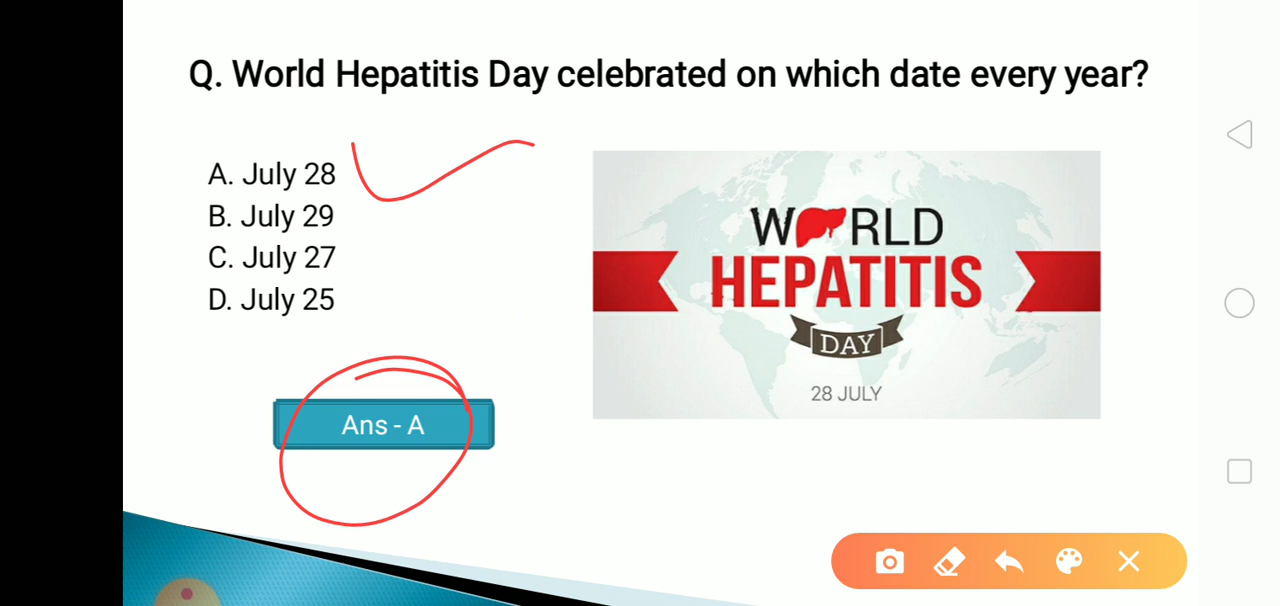 Q. World Hepatitis Day celebrated on which date every year?
A. July 28
B. July 29
C. July 27
D. July 25
Ans - A
W RLD
HEPATITIS
DAY
28 JULY